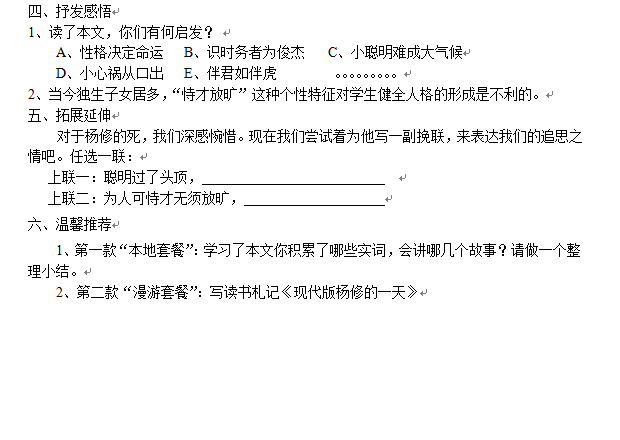 四、抒发感悟
1、读了本文，你们有何启发？
A、性格决定命运 B、识时务者为俊杰 C、小聪明难成大气候
D、小心祸从口出 E、伴君如伴虎 。。。。。。。。。
2、当今独生子女居多，“恃才放旷”这种个性特征对学生健全人格的形成是不利的。
五、拓展延伸
对于杨修的死，我们深感惋惜。现在我们尝试着为他写一副挽联，来表达我们的追思之
情吧。任选一联：
上联一：聪明过了头顶，__________________________
上联二：为人可恃才无须放旷，____________________
六、温馨推荐
1、第一款“本地套餐”：学习了本文你积累了哪些实词，会讲哪几个故事？请做一个整
理小结。
2、第二款“漫游套餐”：写读书札记《现代版杨修的一天》